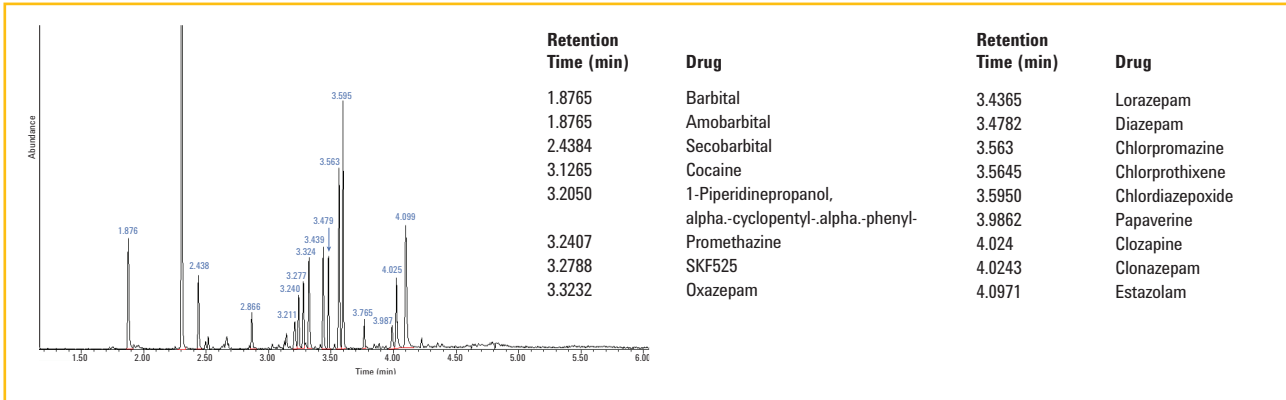 Abundance
1.876
2.438
2.866
3.211
3.240
3.277
3.324
3.439
3.479
3.563
3.595
3.765
3.987
4.025
4.099
1.50 2.00 2.50 3.00 3.50 4.00 4.50 5.00 5.50 6.00
Time (min)
Retention
Time (min) Drug
1.8765 Barbital
1.8765 Amobarbital
2.4384 Secobarbital
3.1265 Cocaine
3.2050 1-Piperidinepropanol,
alpha.-cyclopentyl-.alpha.-phenyl-
3.2407 Promethazine
3.2788 SKF525
3.3232 Oxazepam
Retention
Time (min) Drug
3.4365 Lorazepam
3.4782 Diazepam
3.563 Chlorpromazine
3.5645 Chlorprothixene
3.5950 Chlordiazepoxide
3.9862 Papaverine
4.024 Clozapine
4.0243 Clonazepam
4.0971 Estazolam